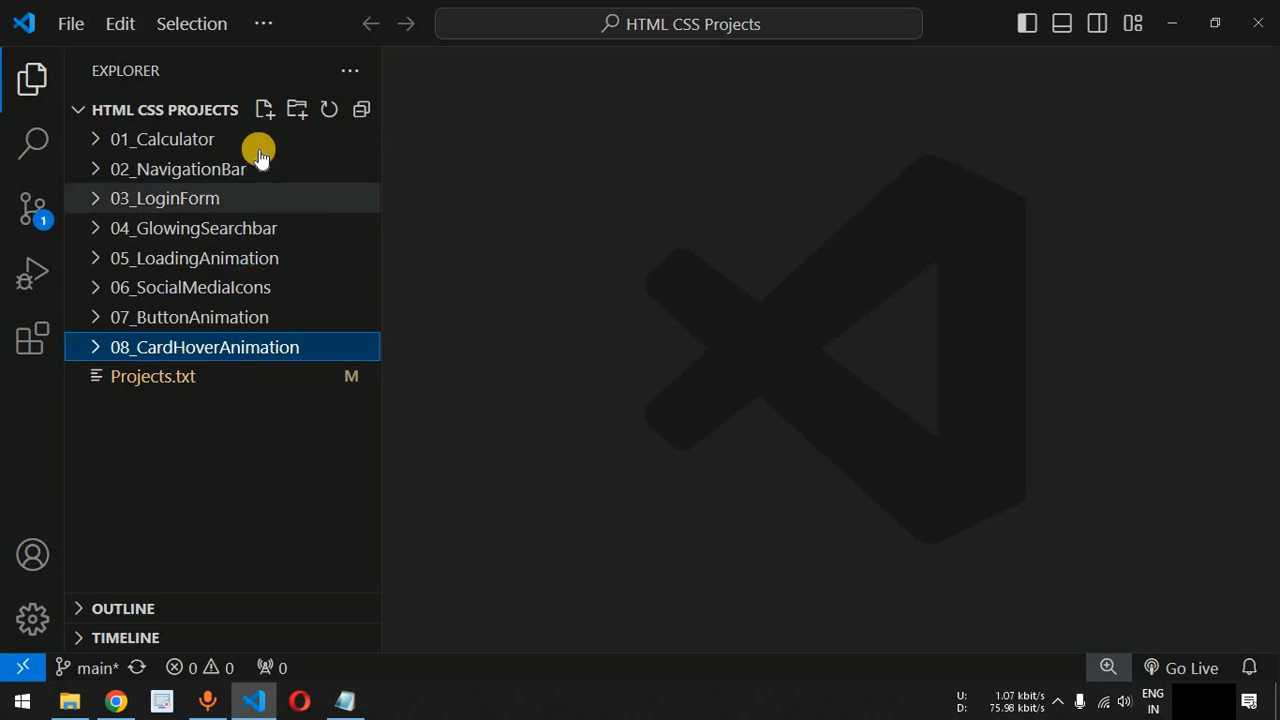 File Edit Selection ··· HTML CSS Projects
EXPLORER ···
HTML CSS PROJECTS
01_Calculator
02_NavigationBar
03_LoginForm
04_GlowingSearchbar
05_LoadingAnimation
06_SocialMediaIcons
07_ButtonAnimation
08_CardHoverAnimation
Projects.txt M
1
OUTLINE
TIMELINE
main* 0 0 0 Go Live
U: 1.07 kbit/s ENG
D: 75.98 kbit/s IN